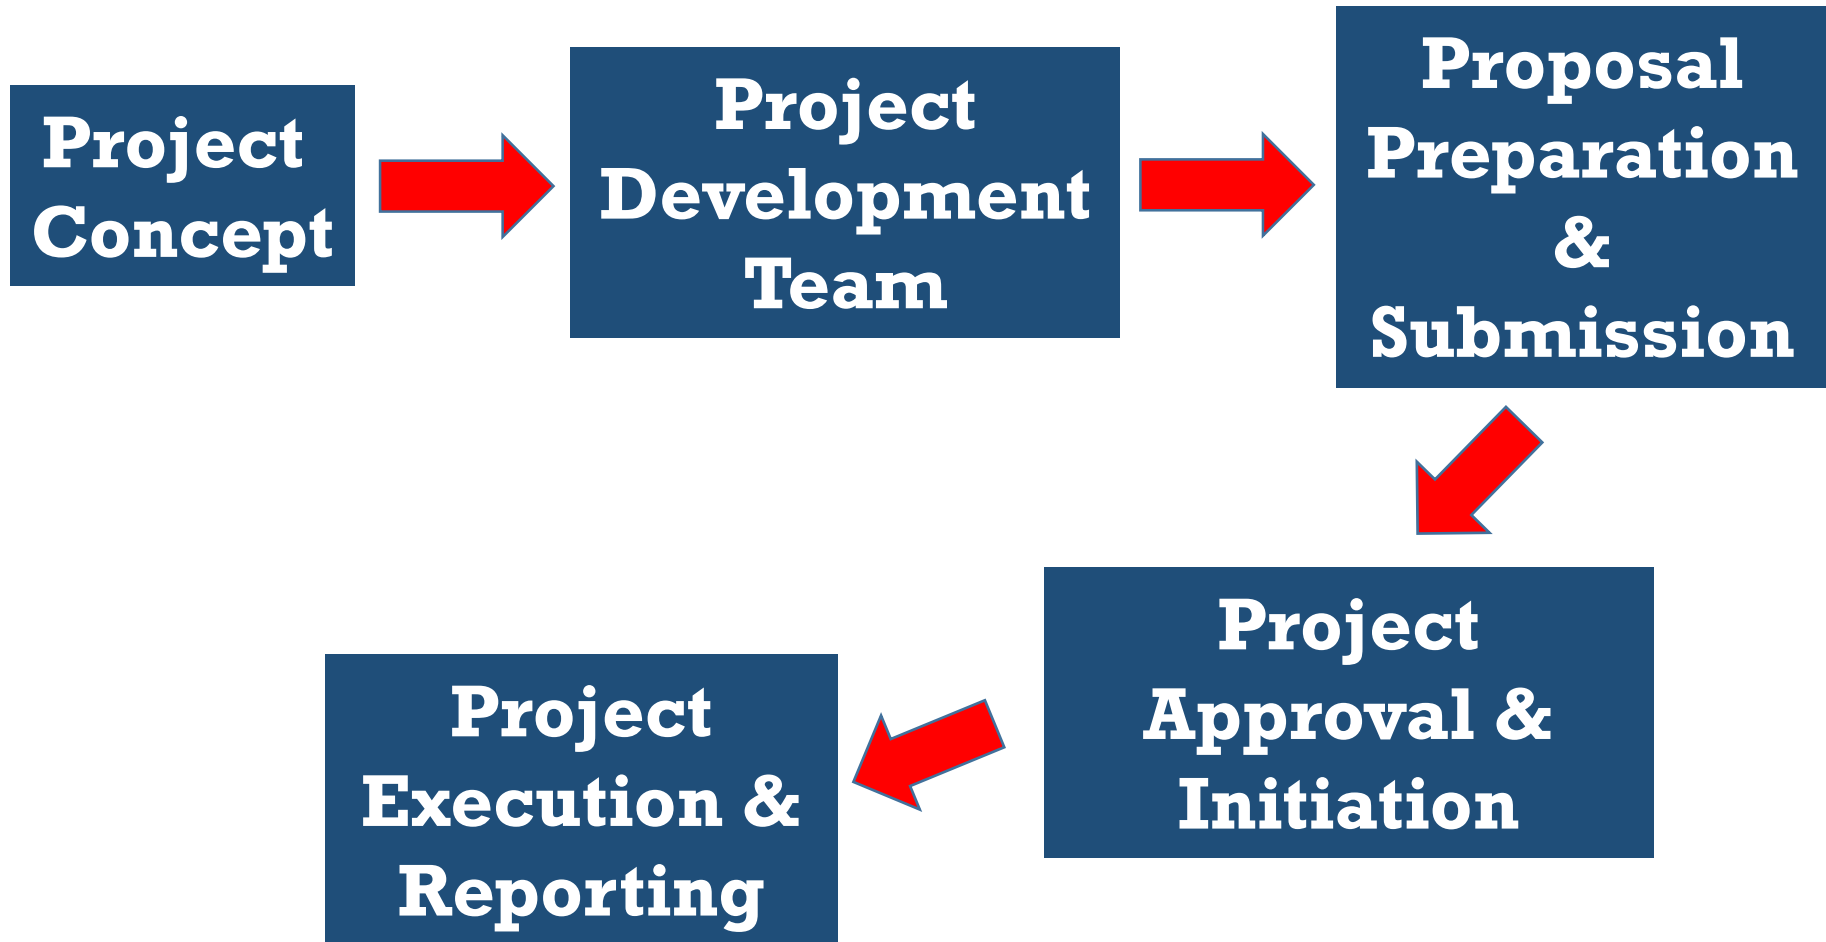 Project
Concept
Project
Development
Team
Proposal
Preparation
&
Submission
Project
Approval &
Initiation
Project
Execution &
Reporting